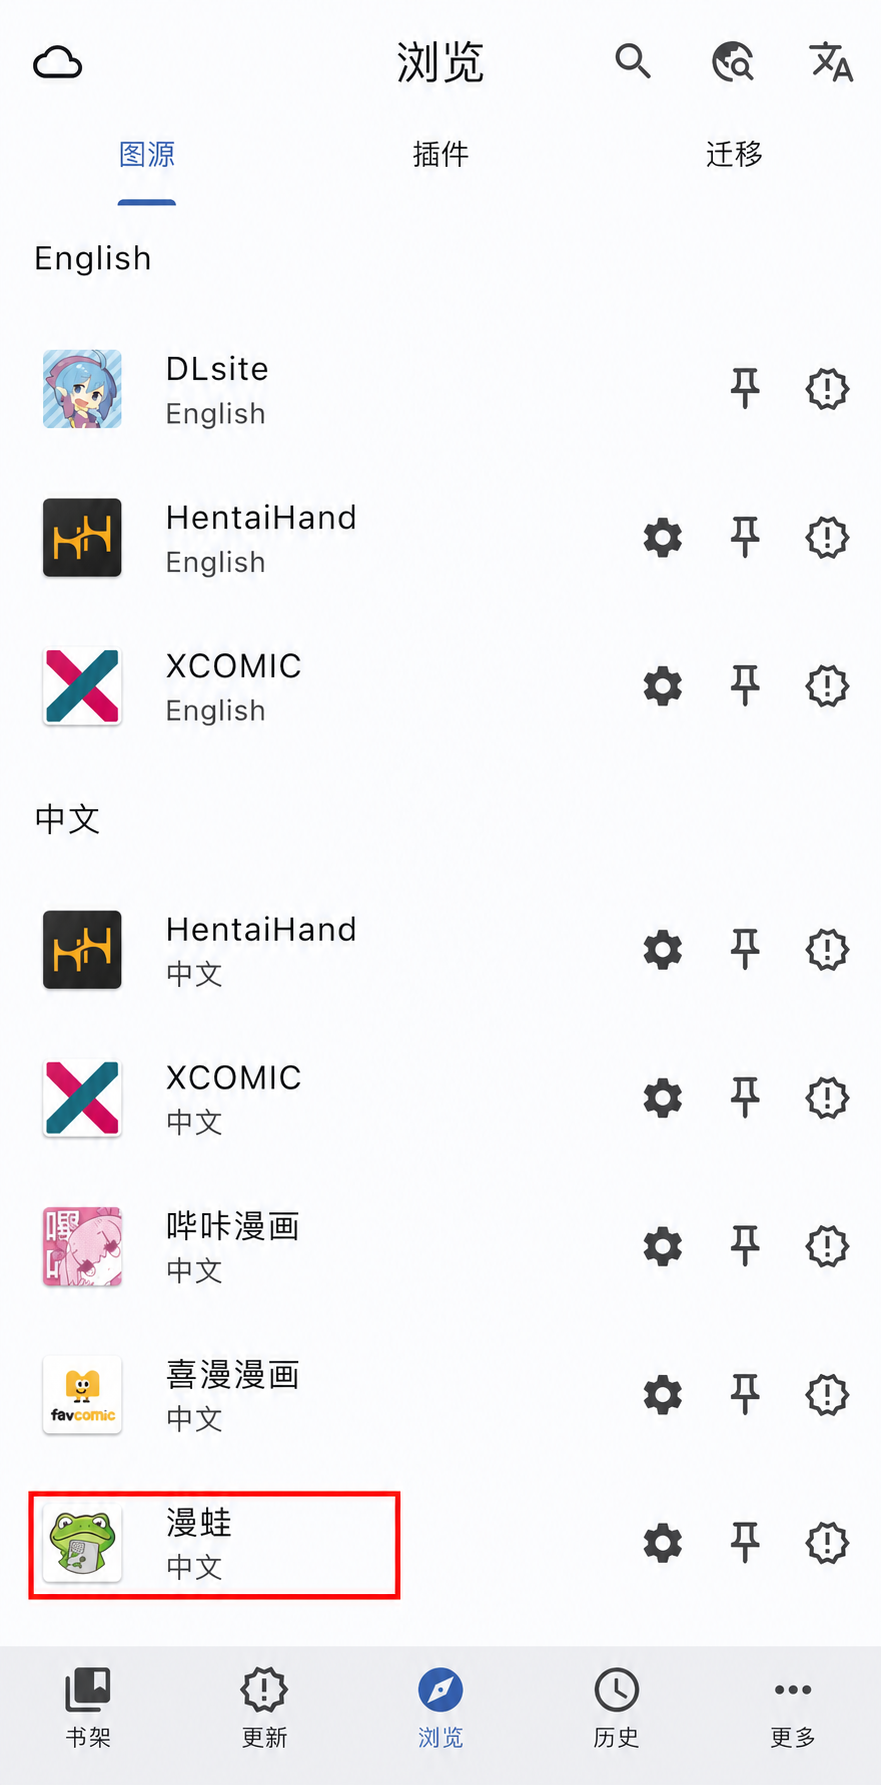 浏览
图源
插件
迁移
English
DLsite
English
HentaiHand
English
XCOMIC
English
中文
HentaiHand
中文
XCOMIC
中文
哔咔漫画
中文
喜漫漫画
中文
favcomic
漫蛙
中文
书架
更新
浏览
历史
更多